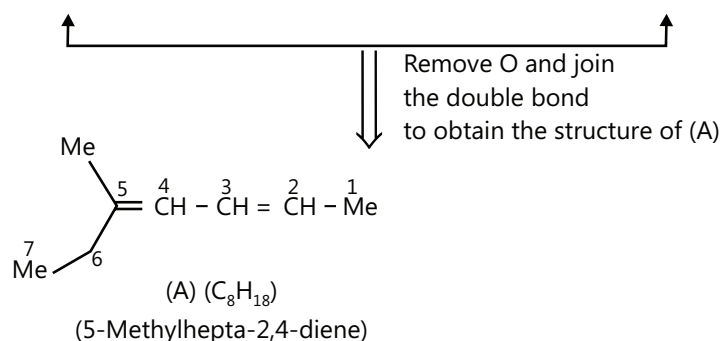 Remove O and join
the double bond
to obtain the structure of (A)
Me
5 4 3 2 1
CH – CH = CH – Me
7
Me 6
(A) (C₈H₁₈)
(5-Methylhepta-2,4-diene)